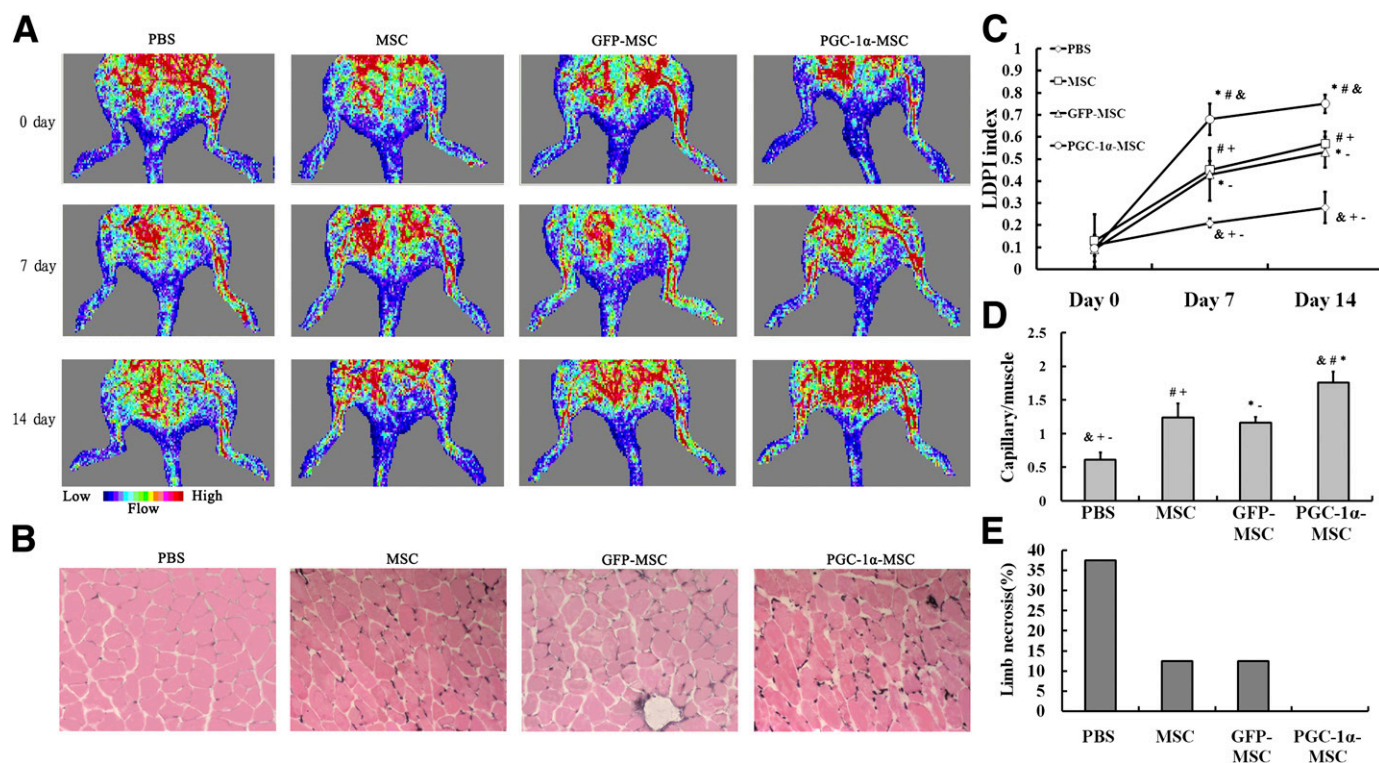 A
PBS MSC GFP-MSC PGC-1α-MSC
0 day
7 day
14 day
Low High
Flow
B
PBS MSC GFP-MSC PGC-1α-MSC
C
LDPI index
1
0.9
0.8
0.7
0.6
0.5
0.4
0.3
0.2
0.1
0
PBS
MSC
GFP-MSC
PGC-1α-MSC
* # &
# +
* -
& + -
* # &
# +
* -
& + -
Day 0 Day 7 Day 14
D
Capillary/muscle
2.5
2
1.5
1
0.5
0
& + -
# +
* -
& # *
PBS MSC GFP-MSC PGC-1α-MSC
E
Limb necrosis(%)
40
35
30
25
20
15
10
5
0
PBS MSC GFP-MSC PGC-1α-MSC